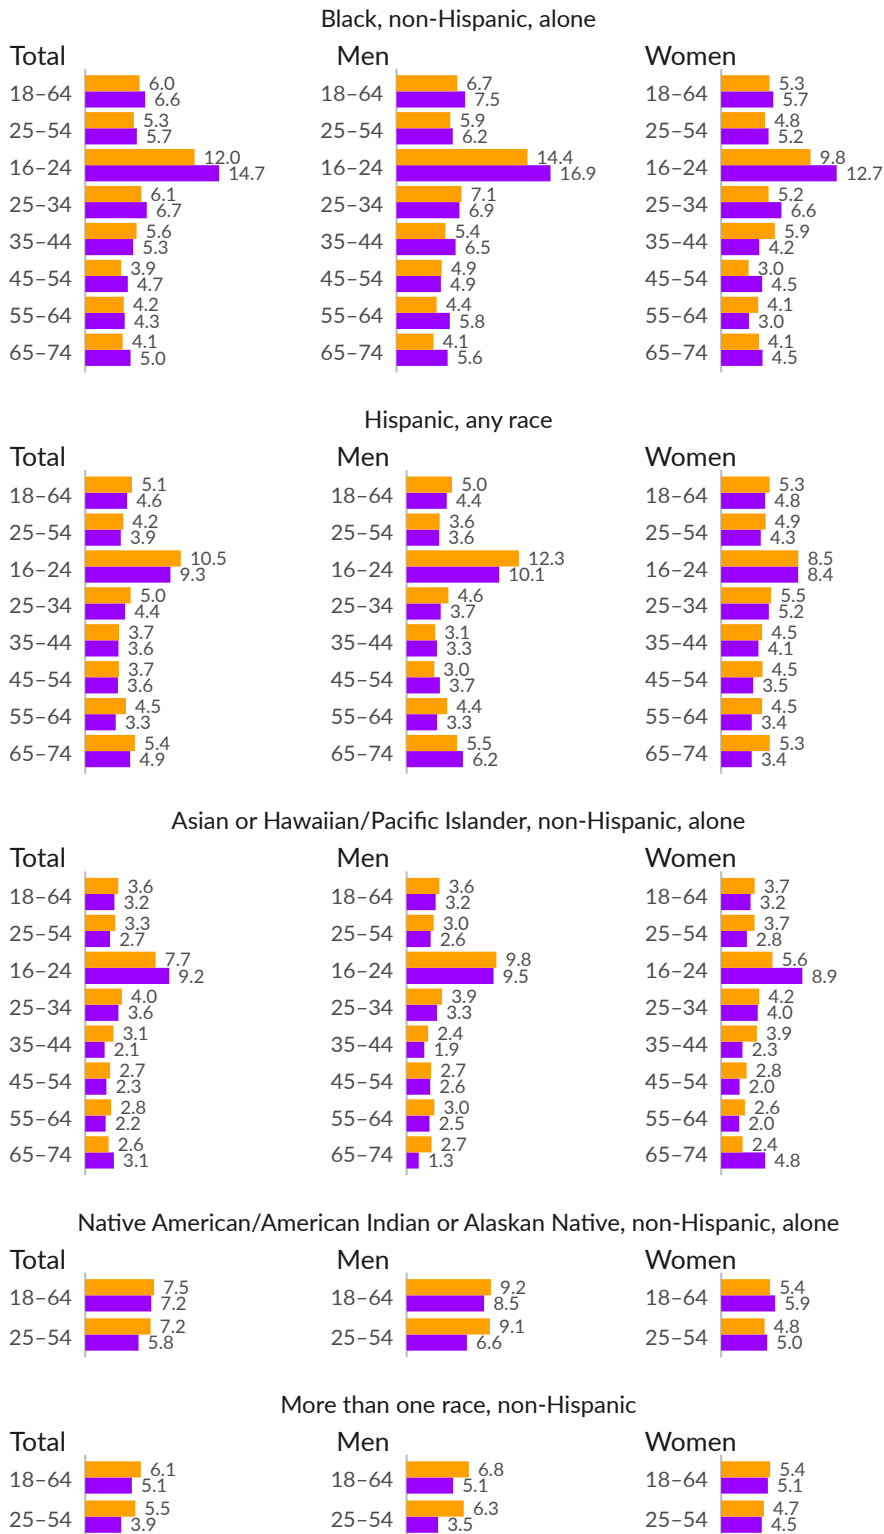 Black, non-Hispanic, alone
Total Men Women
6.0 6.7 5.3
18–64 18–64 18–64
6.6 7.5 5.7
5.3 5.9 4.8
25–54 25–54 25–54
5.7 6.2 5.2
12.0 14.4 9.8
16–24 16–24 16–24
14.7 16.9 12.7
6.1 7.1 5.2
25–34 25–34 25–34
6.7 6.9 6.6
5.6 5.4 5.9
35–44 35–44 35–44
5.3 6.5 4.2
3.9 4.9 3.0
45–54 45–54 45–54
4.7 4.9 4.5
4.2 4.4 4.1
55–64 55–64 55–64
4.3 5.8 3.0
4.1 4.1 4.1
65–74 65–74 65–74
5.0 5.6 4.5
Hispanic, any race
Total Men Women
5.1 5.0 5.3
18–64 18–64 18–64
4.6 4.4 4.8
4.2 3.6 4.9
25–54 25–54 25–54
3.9 3.6 4.3
10.5 12.3 8.5
16–24 16–24 16–24
9.3 10.1 8.4
5.0 4.6 5.5
25–34 25–34 25–34
4.4 3.7 5.2
3.7 3.1 4.5
35–44 35–44 35–44
3.6 3.3 4.1
3.7 3.0 4.5
45–54 45–54 45–54
3.6 3.7 3.5
4.5 4.4 4.5
55–64 55–64 55–64
3.3 3.3 3.4
5.4 5.5 5.3
65–74 65–74 65–74
4.9 6.2 3.4
Asian or Hawaiian/Pacific Islander, non-Hispanic, alone
Total Men Women
3.6 3.6 3.7
18–64 18–64 18–64
3.2 3.2 3.2
3.3 3.0 3.7
25–54 25–54 25–54
2.7 2.6 2.8
7.7 9.8 5.6
16–24 16–24 16–24
9.2 9.5 8.9
4.0 3.9 4.2
25–34 25–34 25–34
3.6 3.3 4.0
3.1 2.4 3.9
35–44 35–44 35–44
2.1 1.9 2.3
2.7 2.7 2.8
45–54 45–54 45–54
2.3 2.6 2.0
2.8 3.0 2.6
55–64 55–64 55–64
2.2 2.5 2.0
2.6 2.7 2.4
65–74 65–74 65–74
3.1 1.3 4.8
Native American/American Indian or Alaskan Native, non-Hispanic, alone
Total Men Women
7.5 9.2 5.4
18–64 18–64 18–64
7.2 8.5 5.9
7.2 9.1 4.8
25–54 25–54 25–54
5.8 6.6 5.0
More than one race, non-Hispanic
Total Men Women
6.1 6.8 5.4
18–64 18–64 18–64
5.1 5.1 5.1
5.5 6.3 4.7
25–54 25–54 25–54
3.9 3.5 4.5